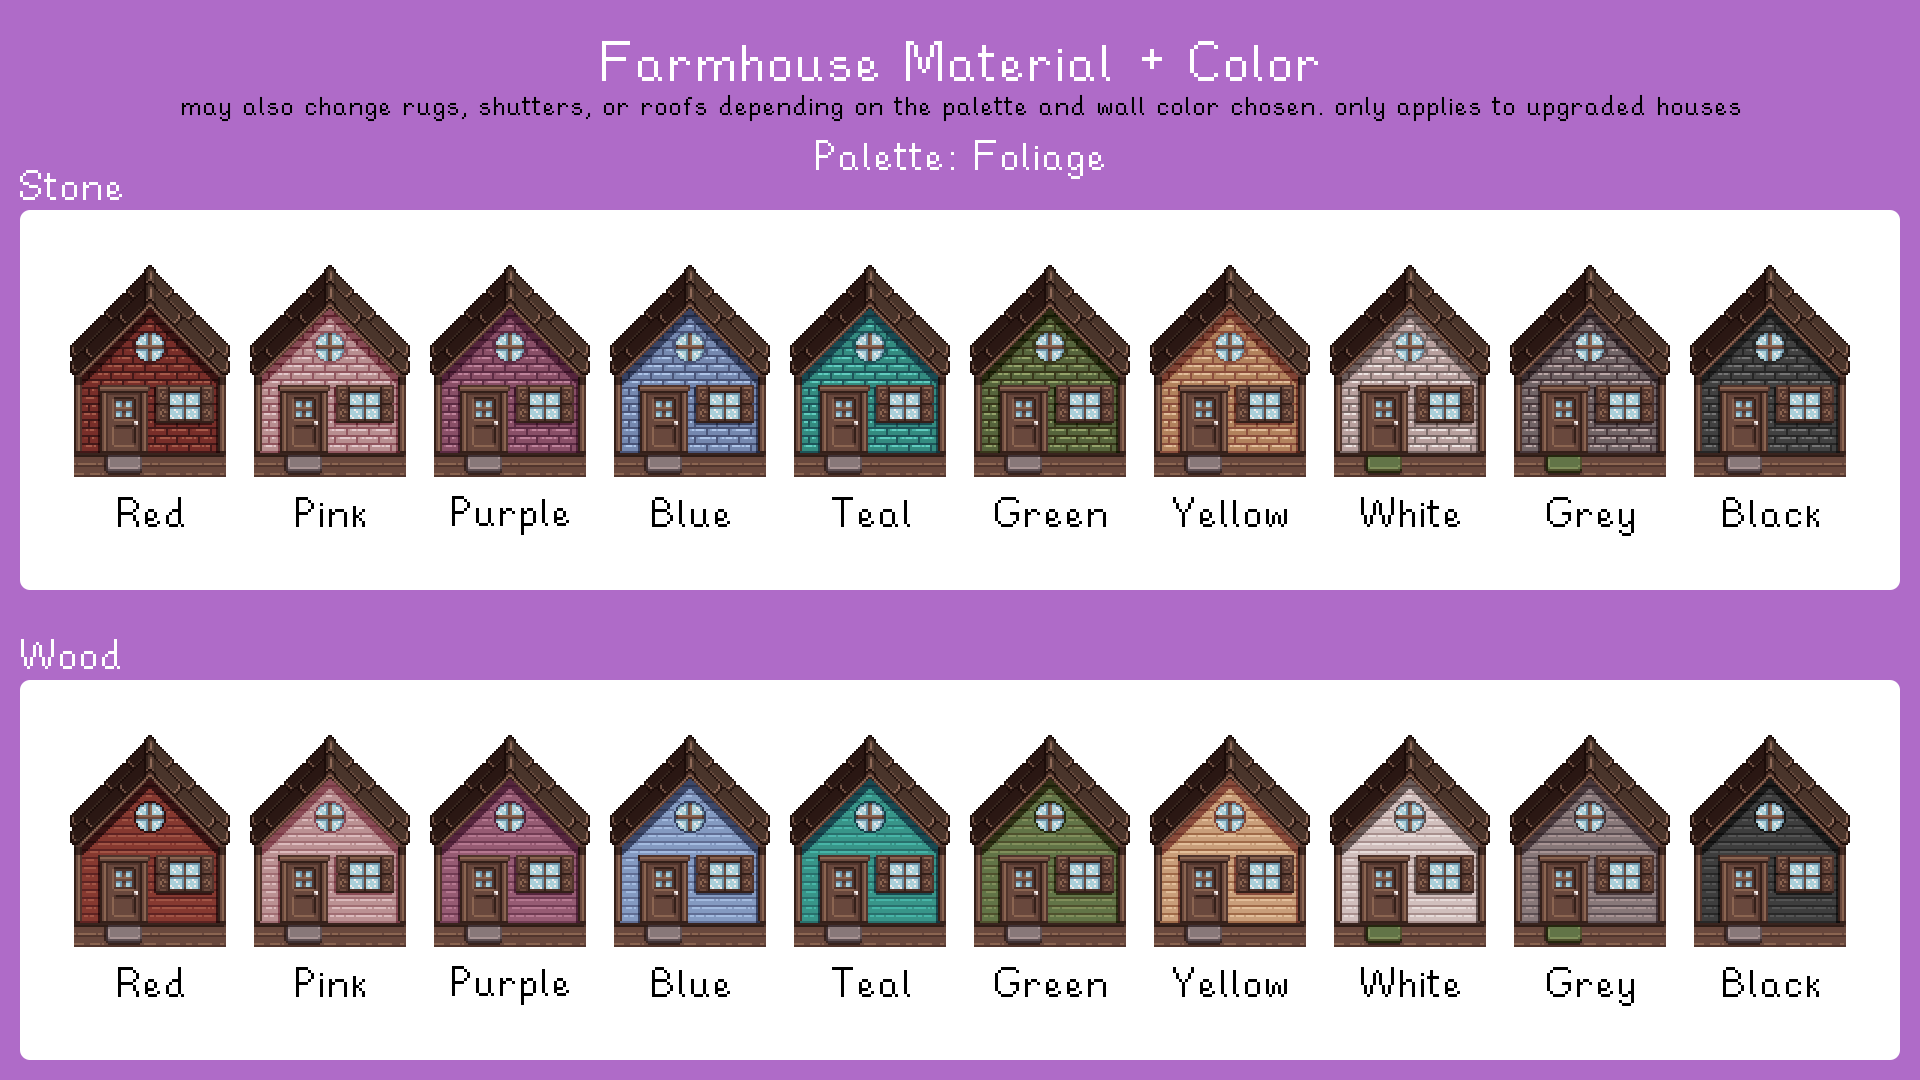 Farmhouse Material + Color
may also change rugs, shutters, or roofs depending on the palette and wall color chosen. only applies to upgraded houses
Palette: Foliage
Stone
Red Pink Purple Blue Teal Green Yellow White Grey Black
Wood
Red Pink Purple Blue Teal Green Yellow White Grey Black